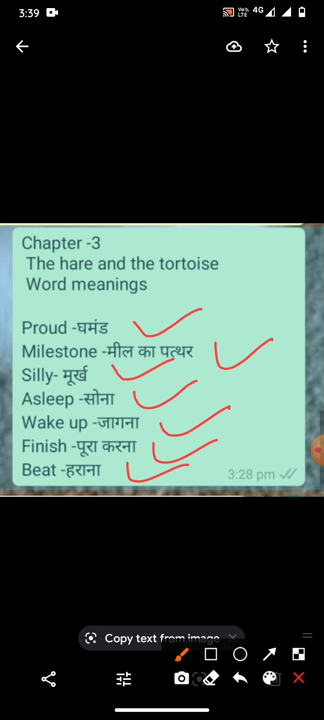 3:39
Vo))
LTE
4G
Chapter -3
The hare and the tortoise
Word meanings
Proud -घमंड
Milestone -मील का पत्थर
Silly- मूर्ख
Asleep -सोना
Wake up -जागना
Finish -पूरा करना
Beat -हराना
3:28 pm
Copy text from image